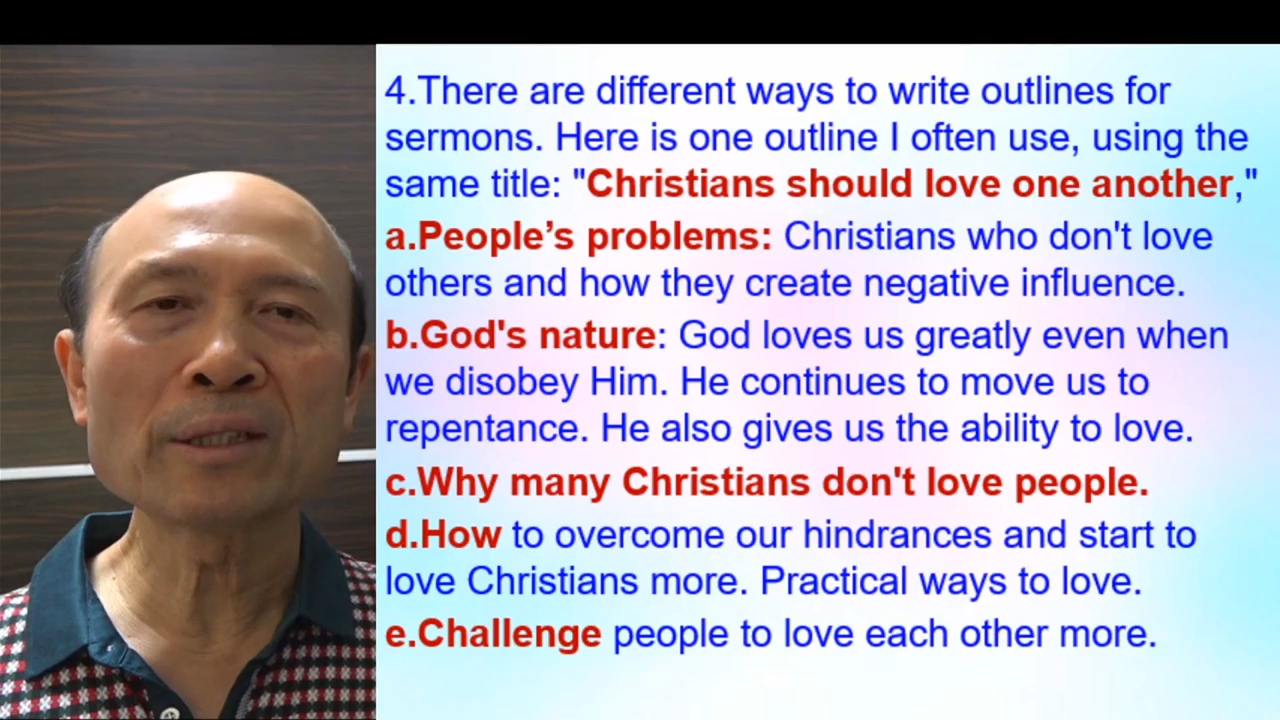 4.There are different ways to write outlines for
sermons. Here is one outline I often use, using the
same title: "Christians should love one another,"
a.People’s problems: Christians who don't love
others and how they create negative influence.
b.God's nature: God loves us greatly even when
we disobey Him. He continues to move us to
repentance. He also gives us the ability to love.
c.Why many Christians don't love people.
d.How to overcome our hindrances and start to
love Christians more. Practical ways to love.
e.Challenge people to love each other more.